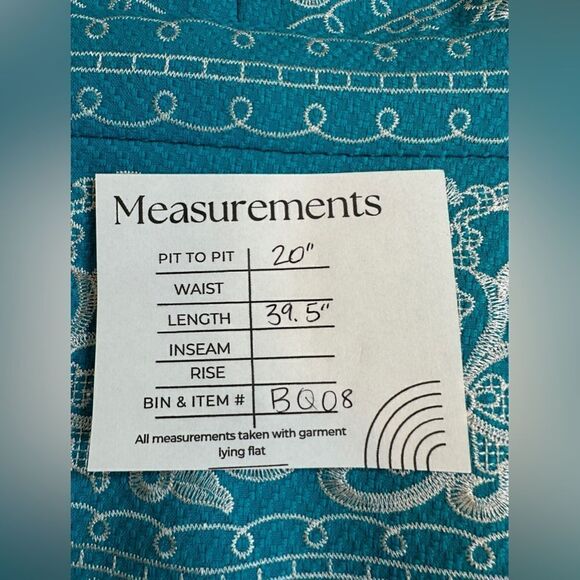 Measurements
PIT TO PIT 20"
WAIST
LENGTH 39.5"
INSEAM
RISE
BIN & ITEM # BQ08
All measurements taken with garment
lying flat